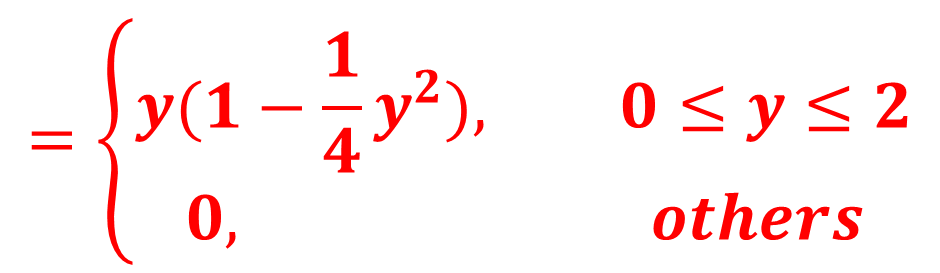 = { y(1 − 1/4 y²), 0 ≤ y ≤ 2
0, others